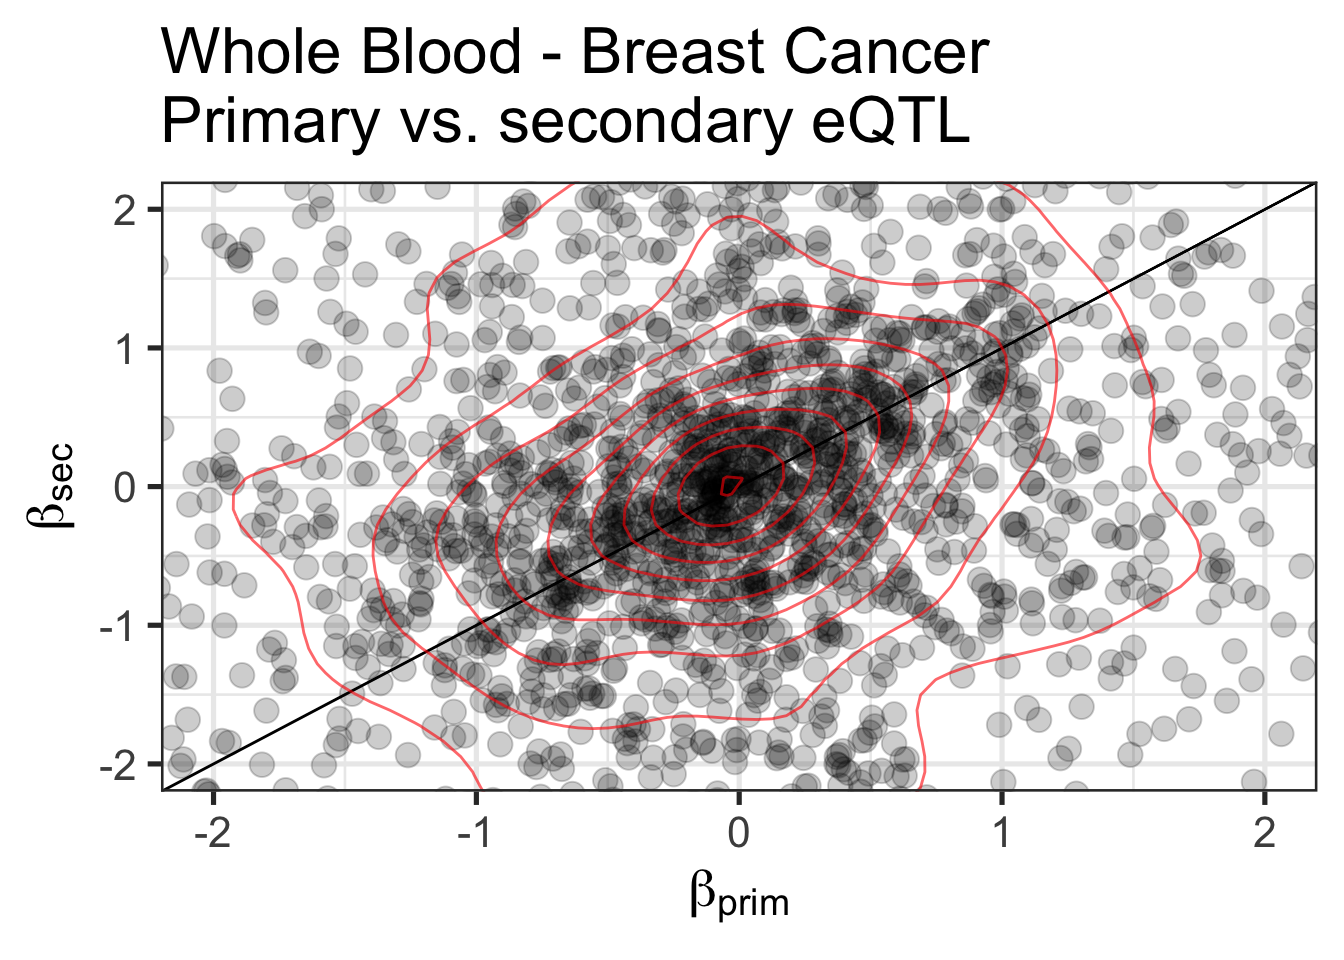 Whole Blood - Breast Cancer
Primary vs. secondary eQTL
2
1
0
-1
-2
βsec
-2 -1 0 1 2
βprim